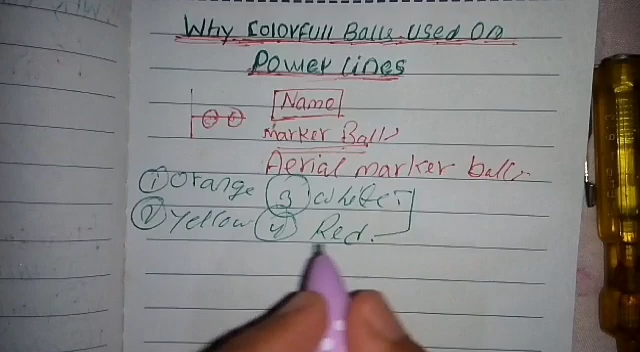 Why Colorfull Balls Used On
Power lines
Name
Marker Balls
Aerial marker balls
① Orange ③ White
② Yellow ④ Red.